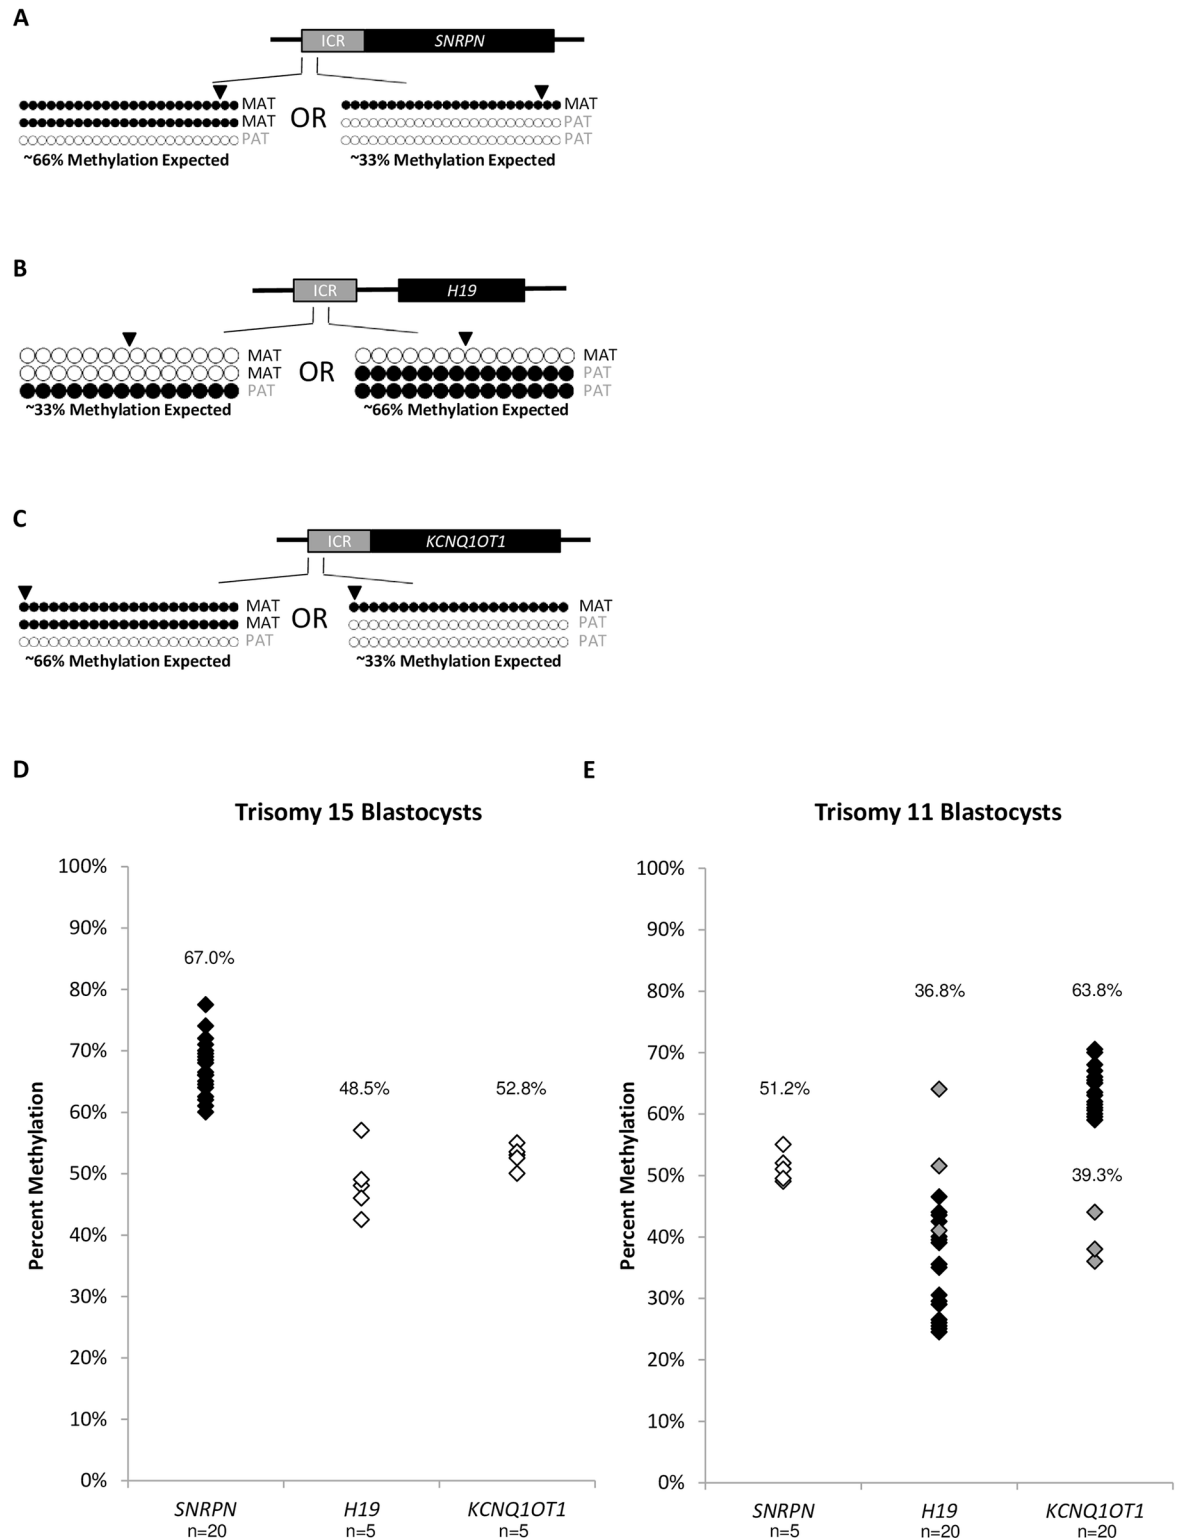 A
ICR SNRPN
MAT MAT
MAT OR PAT
PAT PAT
~66% Methylation Expected ~33% Methylation Expected
B
ICR H19
MAT MAT
MAT OR PAT
PAT PAT
~33% Methylation Expected ~66% Methylation Expected
C
ICR KCNQ1OT1
MAT MAT
MAT OR PAT
PAT PAT
~66% Methylation Expected ~33% Methylation Expected
D
Trisomy 15 Blastocysts
Percent Methylation
100%
90%
80%
70%
60%
50%
40%
30%
20%
10%
0%
67.0%
48.5%
52.8%
SNRPN H19 KCNQ1OT1
n=20 n=5 n=5
E
Trisomy 11 Blastocysts
Percent Methylation
100%
90%
80%
70%
60%
50%
40%
30%
20%
10%
0%
51.2%
36.8%
63.8%
39.3%
SNRPN H19 KCNQ1OT1
n=5 n=20 n=20